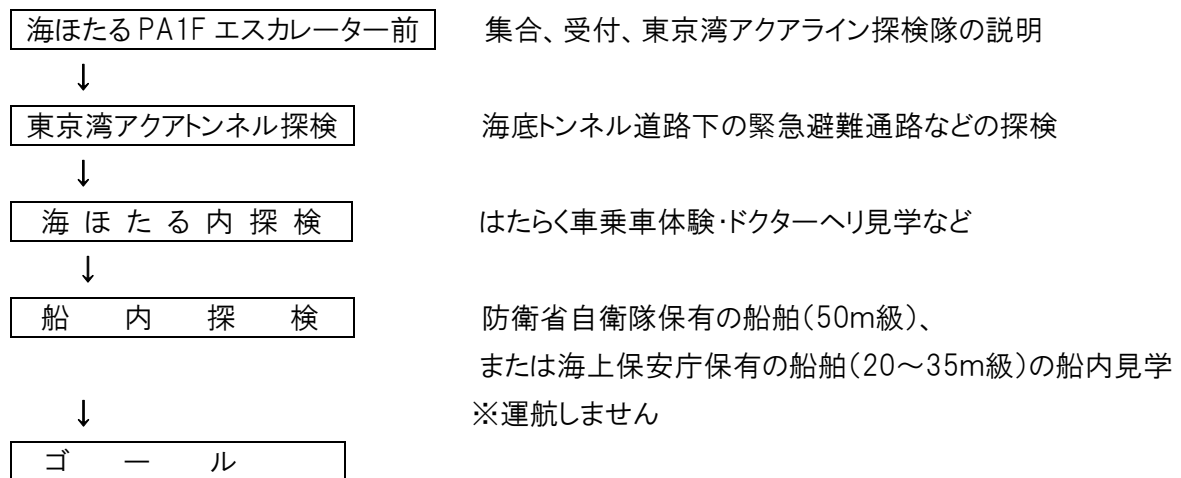 海ほたるPA1Fエスカレーター前 集合、受付、東京湾アクアライン探検隊の説明
↓
東京湾アクアトンネル探検 海底トンネル道路下の緊急避難通路などの探検
↓
海ほたる内探検 はたらく車乗車体験・ドクターヘリ見学など
↓
船内探検 防衛省自衛隊保有の船舶(50m級)、
または海上保安庁保有の船舶(20~35m級)の船内見学
↓ ※運航しません
ゴール